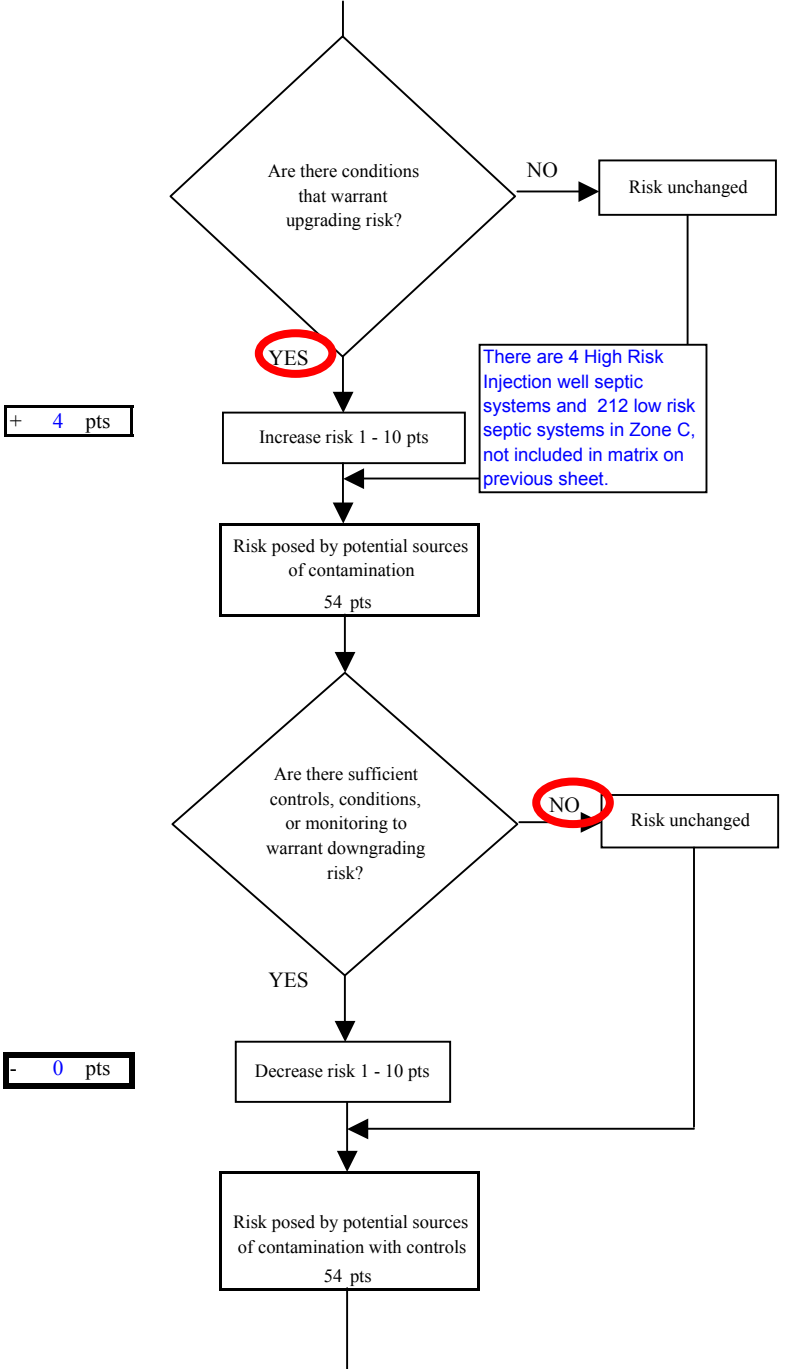 Are there conditions
that warrant
upgrading risk?
NO
Risk unchanged
YES
There are 4 High Risk
Injection well septic
systems and 212 low risk
septic systems in Zone C,
not included in matrix on
previous sheet.
+ 4 pts
Increase risk 1 - 10 pts
Risk posed by potential sources
of contamination
54 pts
Are there sufficient
controls, conditions,
or monitoring to
warrant downgrading
risk?
NO
Risk unchanged
YES
- 0 pts
Decrease risk 1 - 10 pts
Risk posed by potential sources
of contamination with controls
54 pts